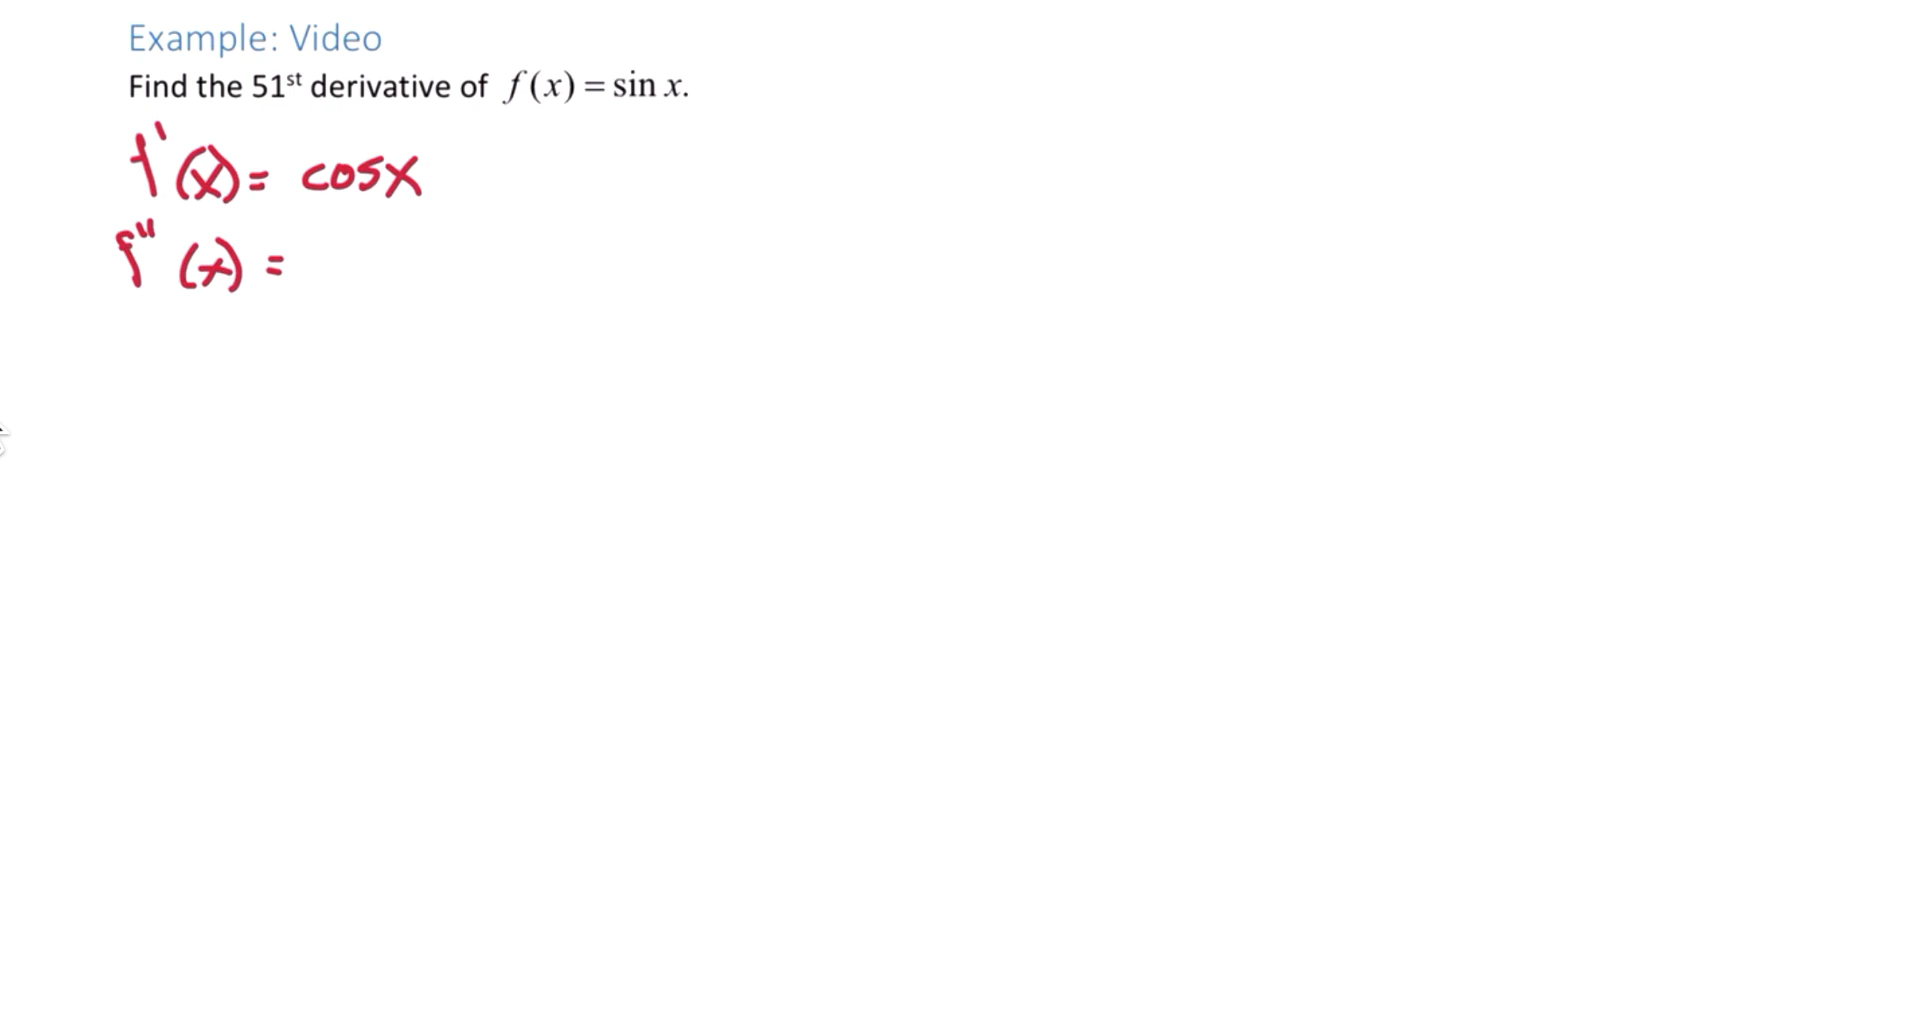 Example: Video
Find the 51st derivative of f(x) = sin x.
f'(x) = cosx
f"(x) =